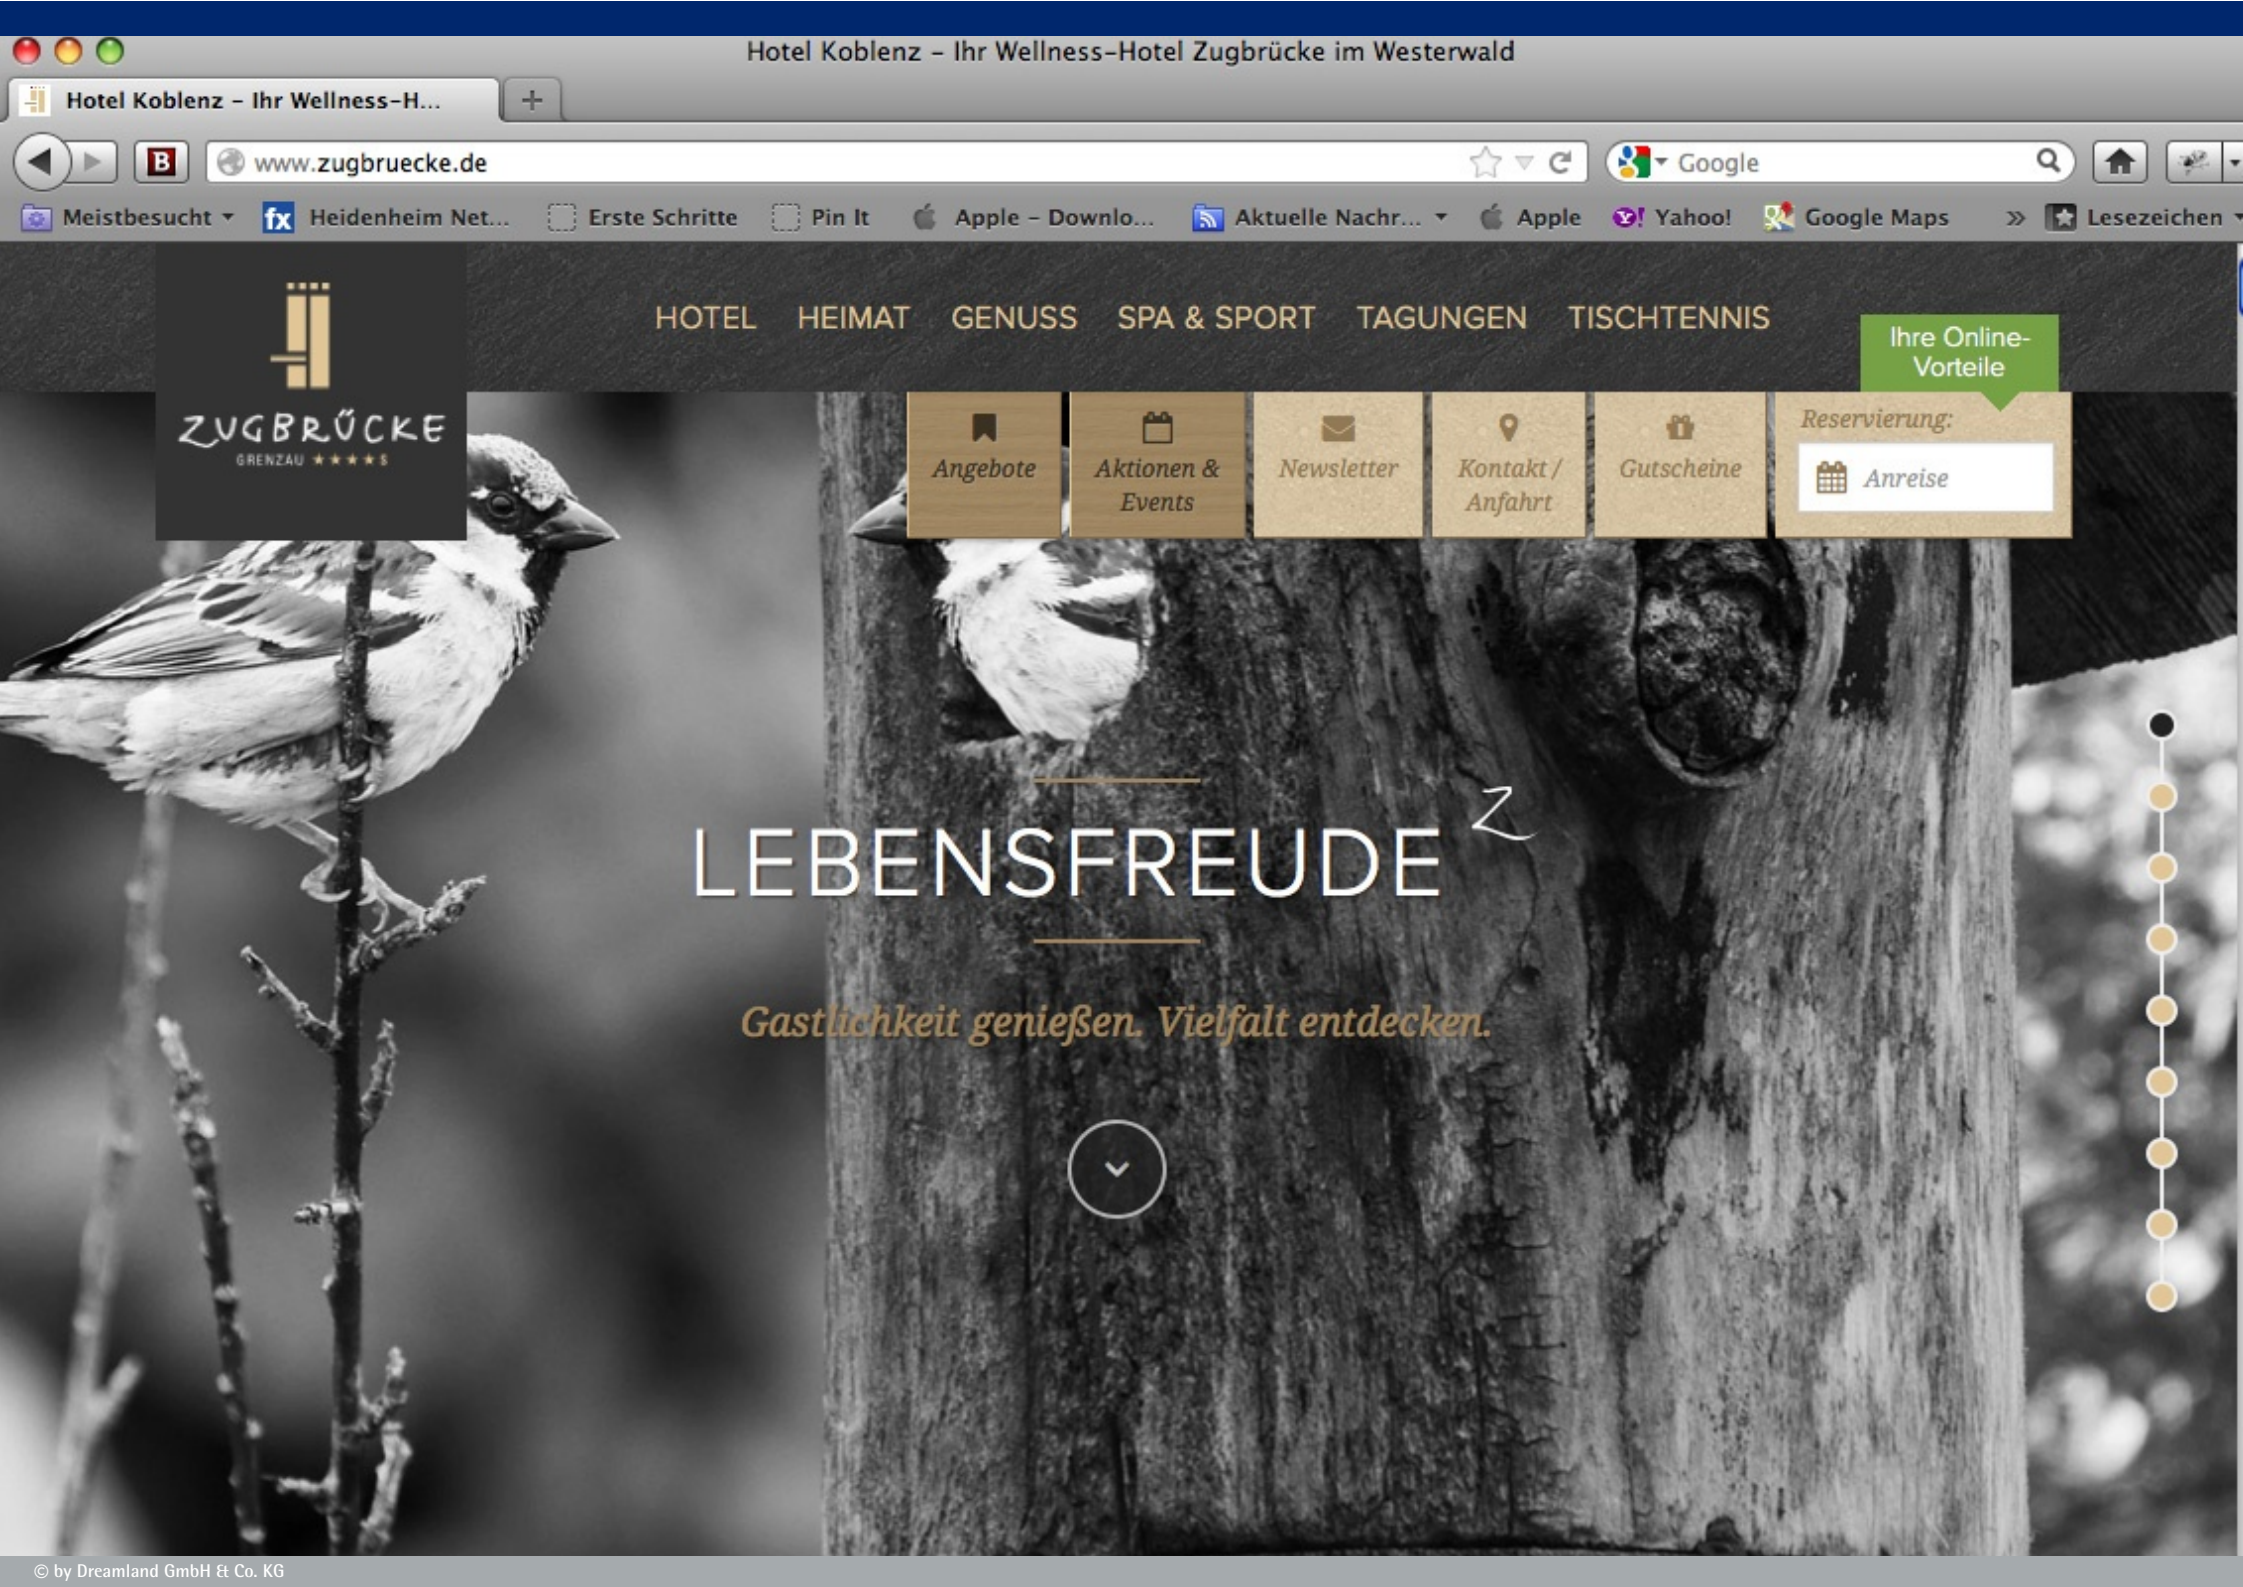 Hotel Koblenz – Ihr Wellness-Hotel Zugbrücke im Westerwald
Hotel Koblenz – Ihr Wellness-H...
www.zugbruecke.de
Google
Meistbesucht
fx Heidenheim Net...
Erste Schritte
Pin It
Apple – Downlo...
Aktuelle Nachr...
Apple
Yahoo!
Google Maps
» Lesezeichen
ZUGBRÜCKE
GRENZAU ★★★★S
HOTEL HEIMAT GENUSS SPA & SPORT TAGUNGEN TISCHTENNIS
Ihre Online-
Vorteile
Angebote
Aktionen &
Events
Newsletter
Kontakt /
Anfahrt
Gutscheine
Reservierung:
Anreise
LEBENSFREUDE Z
Gastlichkeit genießen. Vielfalt entdecken.
© by Dreamland GmbH & Co. KG